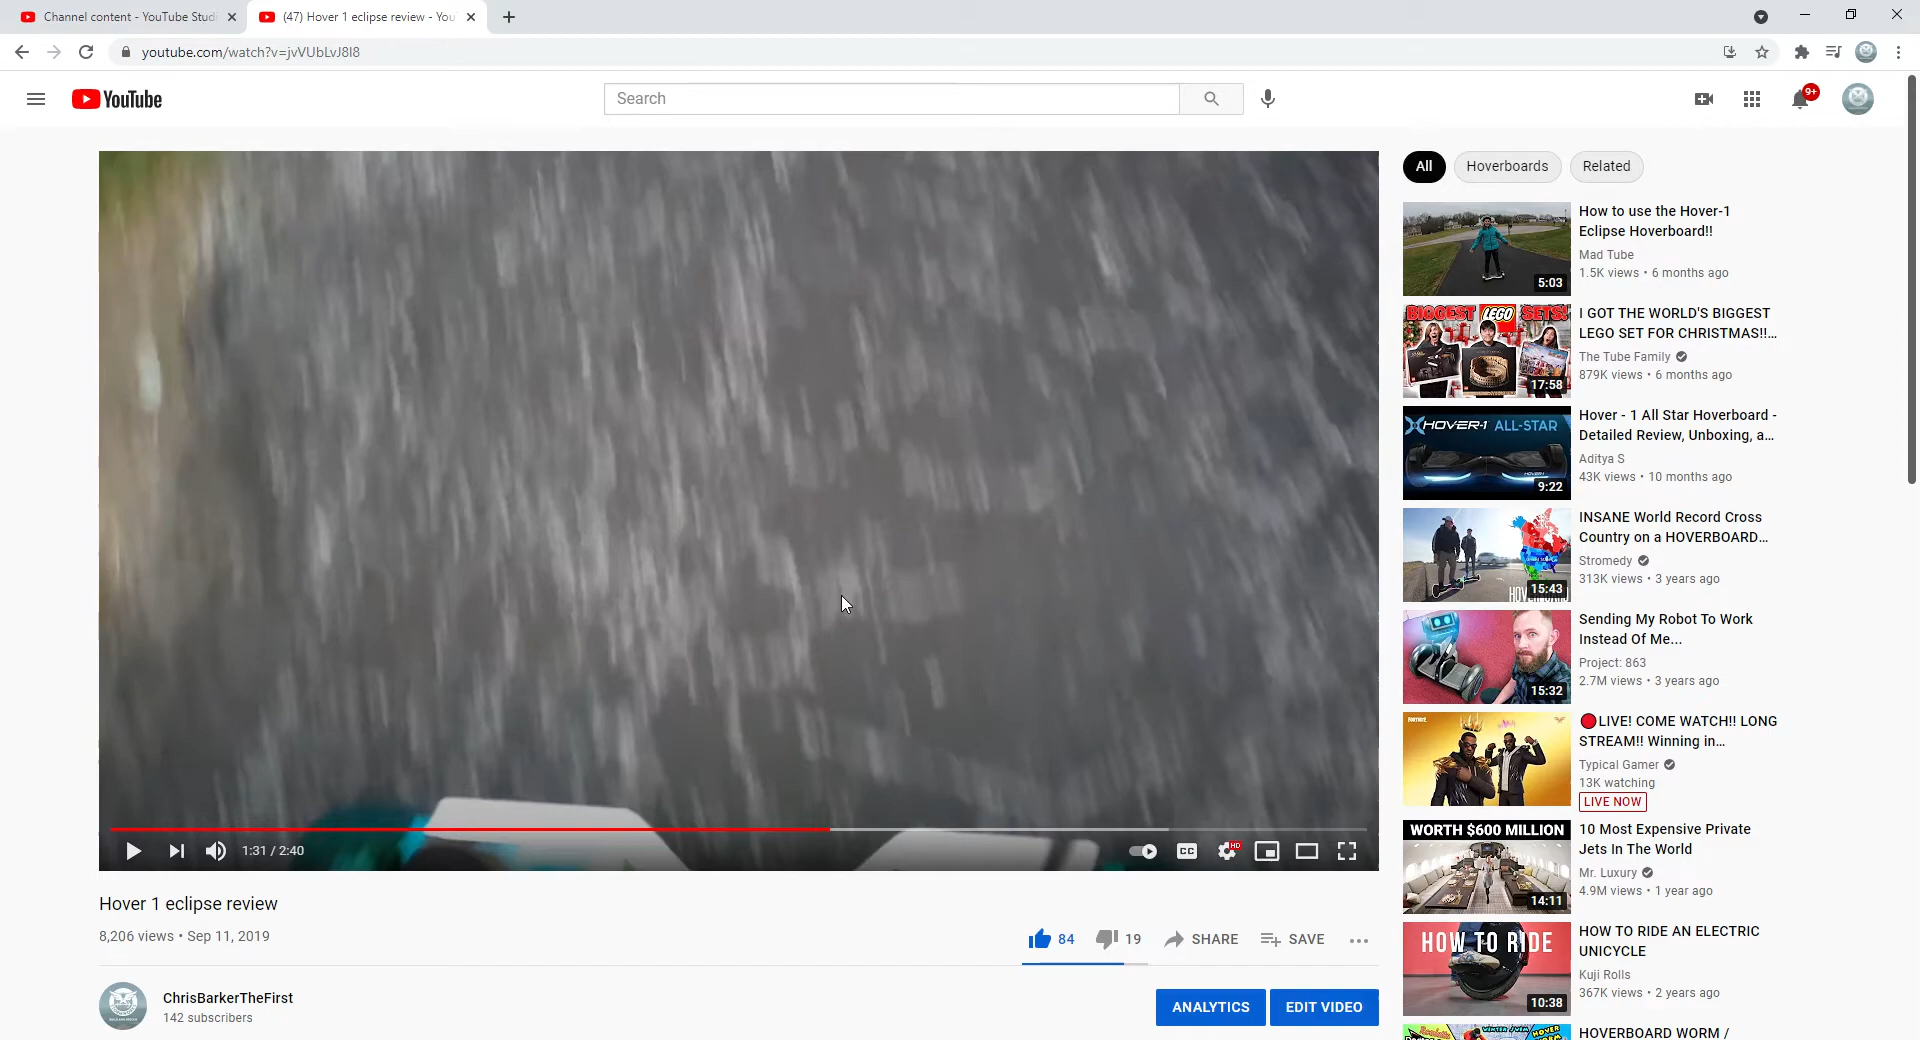 Channel content - YouTube Studi
(47) Hover 1 eclipse review - You
youtube.com/watch?v=jvVUbLvJ8I8
YouTube
Search
9+
All
Hoverboards
Related
5:03
How to use the Hover-1
Eclipse Hoverboard!!
Mad Tube
1.5K views • 6 months ago
BIGGEST LEGO SETS!
17:58
I GOT THE WORLD'S BIGGEST
LEGO SET FOR CHRISTMAS!!...
The Tube Family
879K views • 6 months ago
HOVER-1 ALL-STAR
9:22
Hover - 1 All Star Hoverboard -
Detailed Review, Unboxing, a...
Aditya S
43K views • 10 months ago
15:43
INSANE World Record Cross
Country on a HOVERBOARD...
Stromedy
313K views • 3 years ago
15:32
Sending My Robot To Work
Instead Of Me...
Project: 863
2.7M views • 3 years ago
FORTNITE
LIVE! COME WATCH!! LONG
STREAM!! Winning in...
Typical Gamer
13K watching
LIVE NOW
WORTH $600 MILLION
14:11
10 Most Expensive Private
Jets In The World
Mr. Luxury
4.9M views • 1 year ago
HOW TO RIDE
10:38
HOW TO RIDE AN ELECTRIC
UNICYCLE
Kuji Rolls
367K views • 2 years ago
HOVERBOARD WORM /
1:31 / 2:40
CC
HD
Hover 1 eclipse review
8,206 views • Sep 11, 2019
84
19
SHARE
SAVE
ChrisBarkerTheFirst
142 subscribers
ANALYTICS
EDIT VIDEO